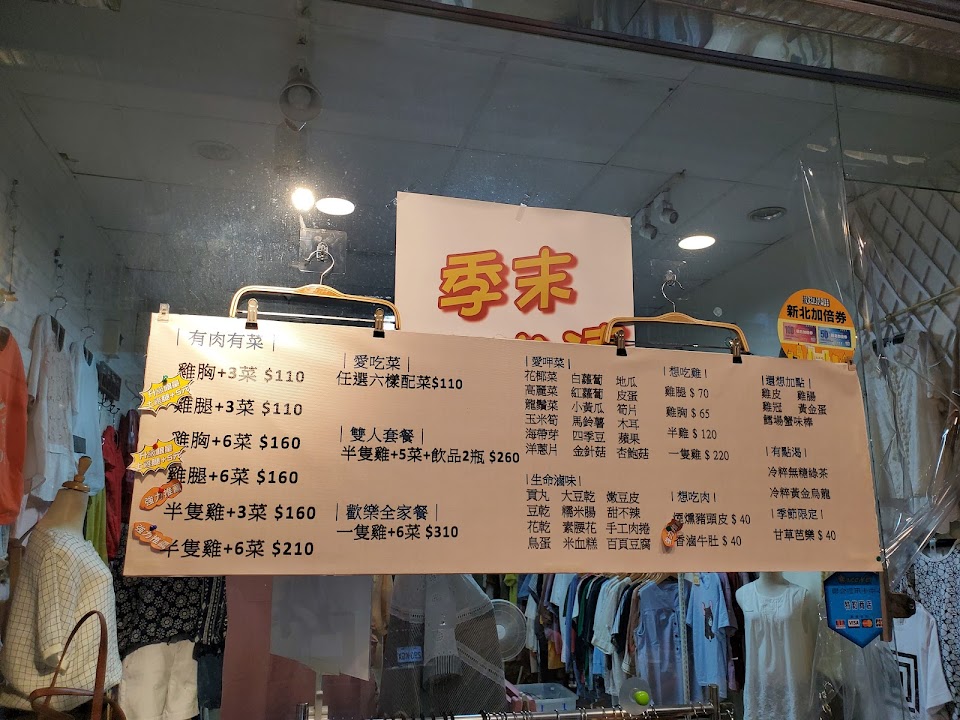 季末
新北加倍券
| 有肉有菜 |
雞胸+3菜 $110
雞腿+3菜 $110
雞胸+6菜 $160
雞腿+6菜 $160
半隻雞+3菜 $160
半隻雞+6菜 $210
| 愛吃菜 |
任選六樣配菜$110
| 雙人套餐 |
半隻雞+5菜+飲品2瓶 $260
| 歡樂全家餐 |
一隻雞+6菜 $310
| 愛呷菜 |
花椰菜 白蘿蔔 地瓜
高麗菜 紅蘿蔔 皮蛋
龍鬚菜 小黃瓜 筍片
玉米筍 馬鈴薯 木耳
海帶芽 四季豆 蘋果
洋蔥片 金針菇 杏鮑菇
| 生命滷味 |
貢丸 大豆乾 嫩豆皮
豆乾 糯米腸 甜不辣
花乾 素腰花 手工肉捲
鳥蛋 米血糕 百頁豆腐
| 想吃雞 |
雞腿 $ 70
雞胸 $ 65
半雞 $ 120
一隻雞 $ 220
| 想吃肉 |
煙燻豬頭皮 $ 40
香滷牛肚 $ 40
| 還想加點 |
雞皮 雞腸
雞冠 黃金蛋
鱈場蟹味棒
| 有點渴 |
冷粹無糖綠茶
冷粹黃金烏龍
| 季節限定 |
甘草芭樂 $ 40
特約商店
VISA